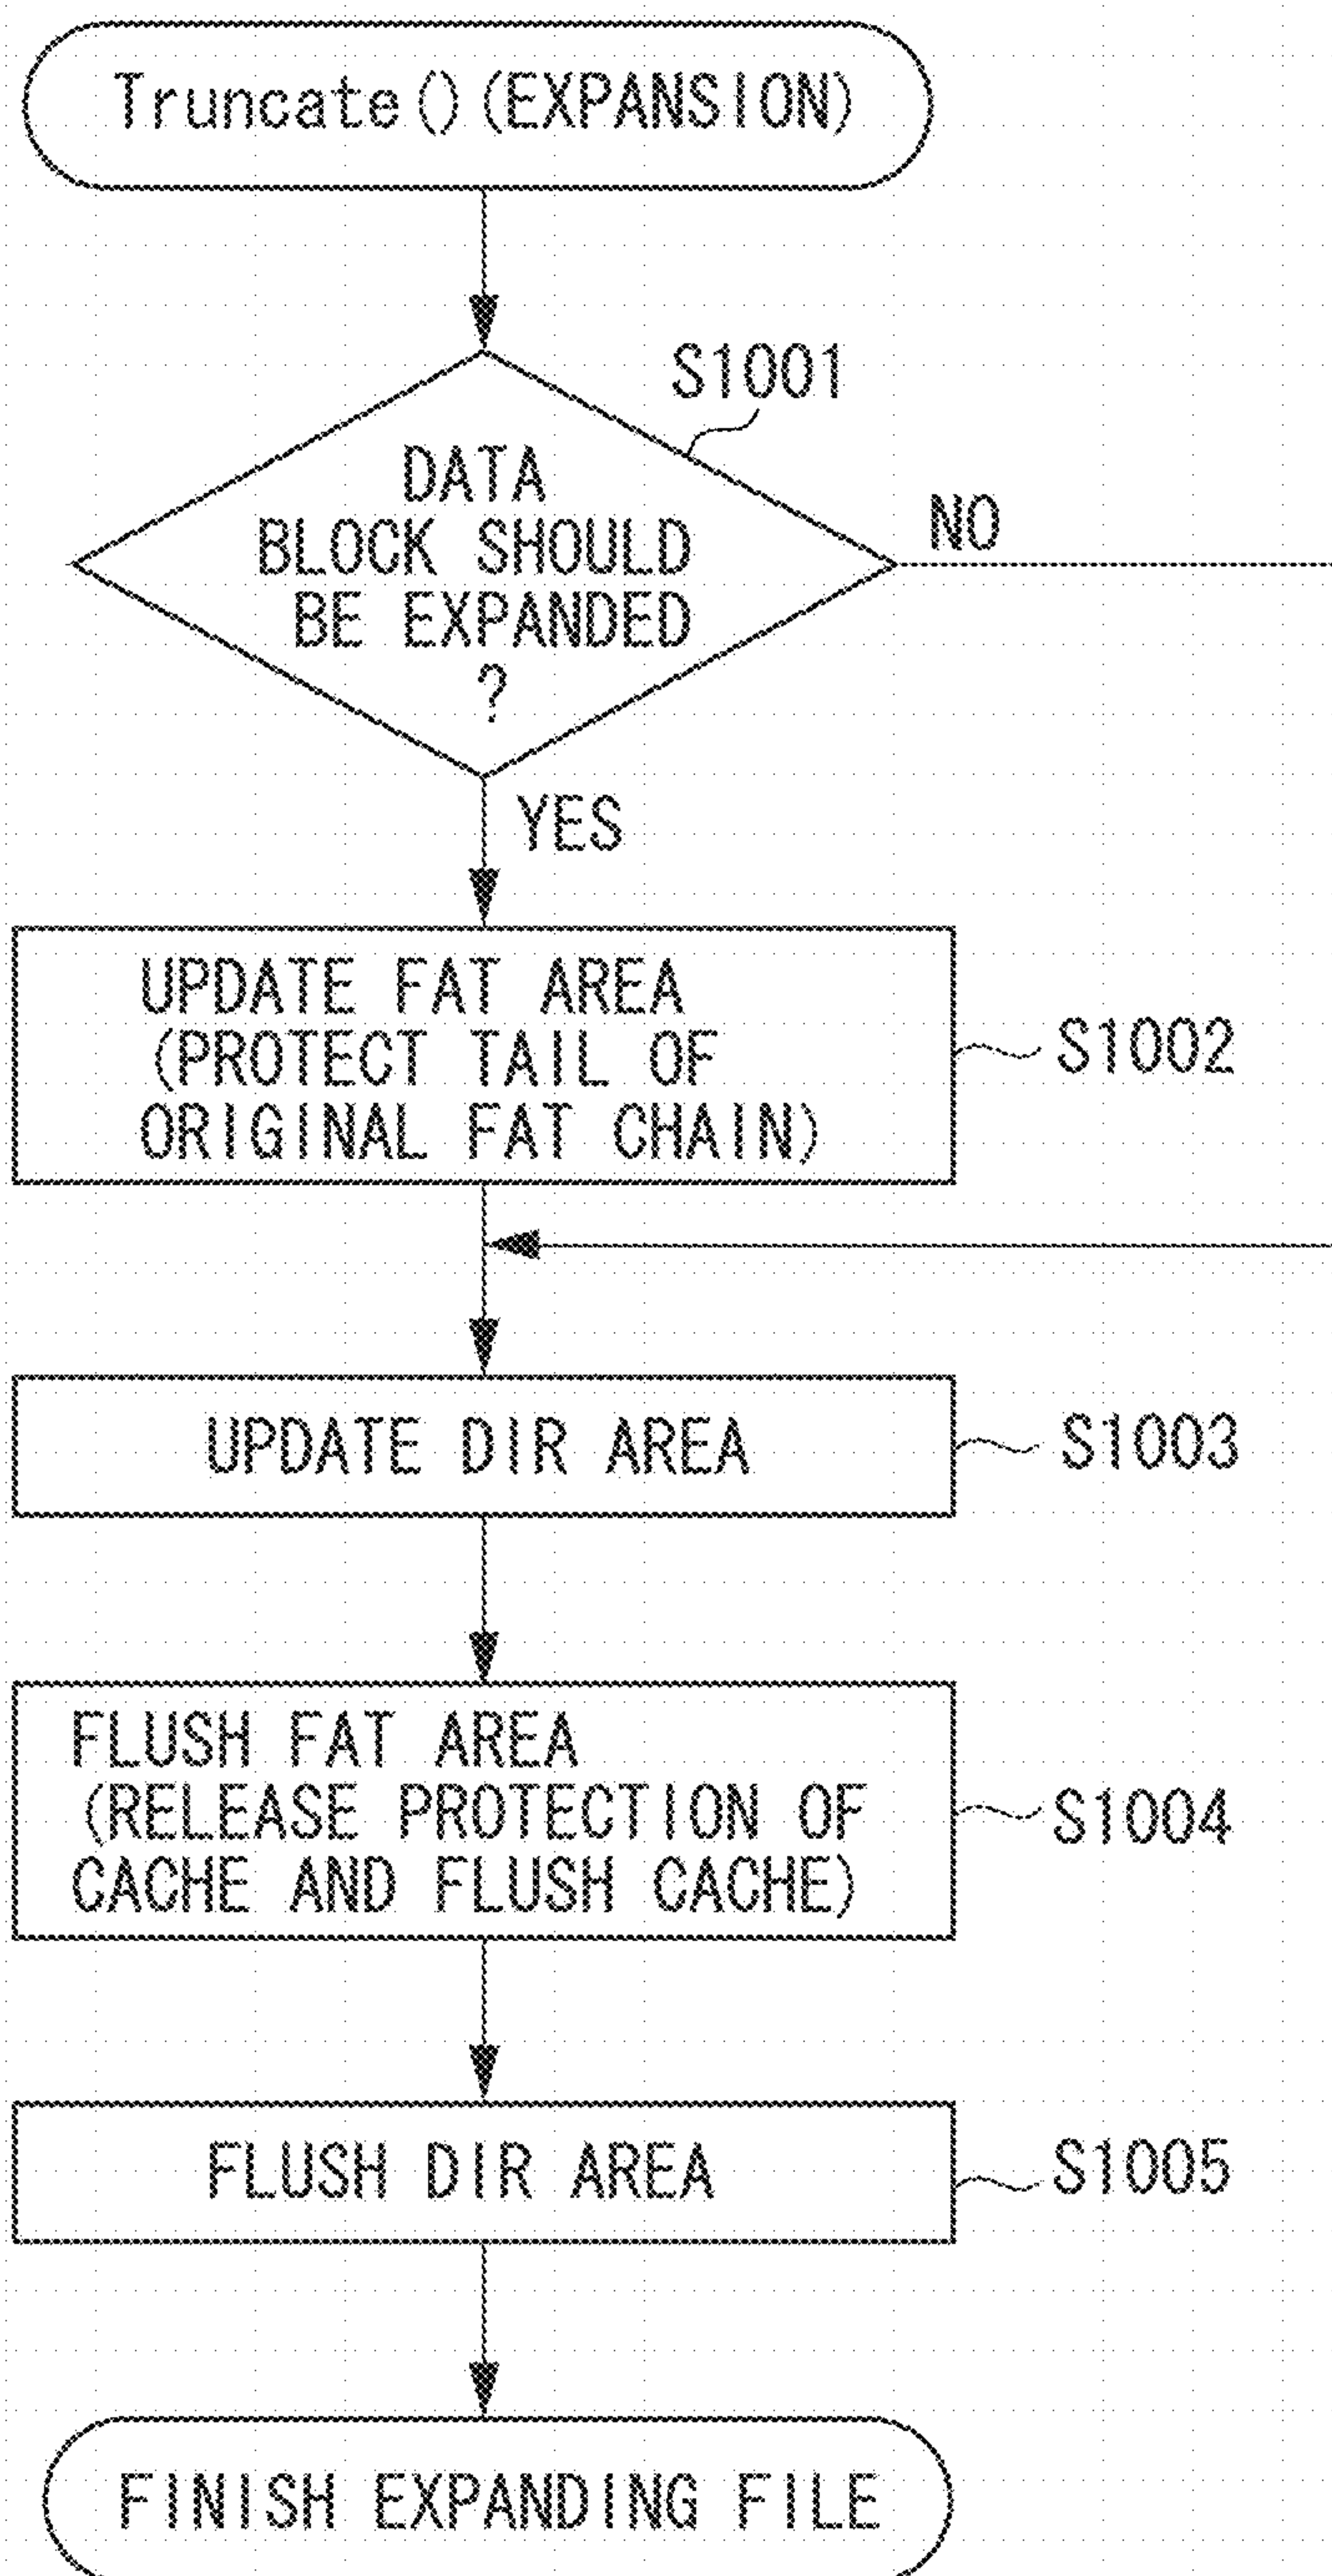 Truncate() (EXPANSION)
S1001
DATA
BLOCK SHOULD
BE EXPANDED
?
NO
YES
UPDATE FAT AREA
(PROTECT TAIL OF
ORIGINAL FAT CHAIN)
S1002
UPDATE DIR AREA
S1003
FLUSH FAT AREA
(RELEASE PROTECTION OF
CACHE AND FLUSH CACHE)
S1004
FLUSH DIR AREA
S1005
FINISH EXPANDING FILE